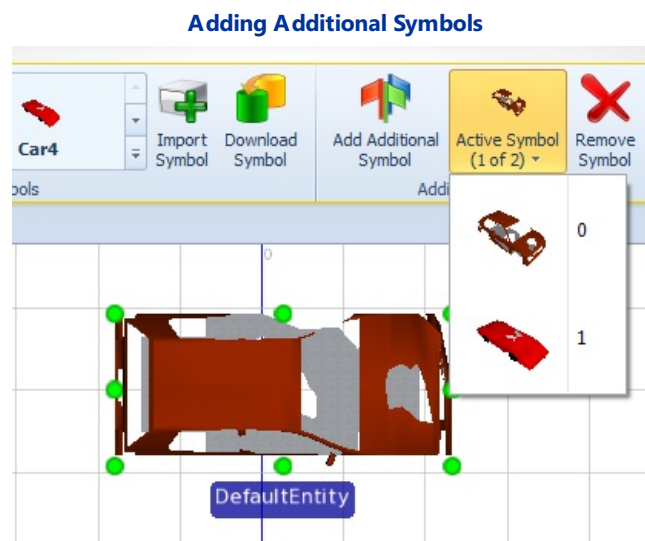 Adding Additional Symbols
Car4
Import
Symbol
Download
Symbol
Add Additional
Symbol
Active Symbol
(1 of 2)
Remove
Symbol
ools
Addi
0
1
0
DefaultEntity